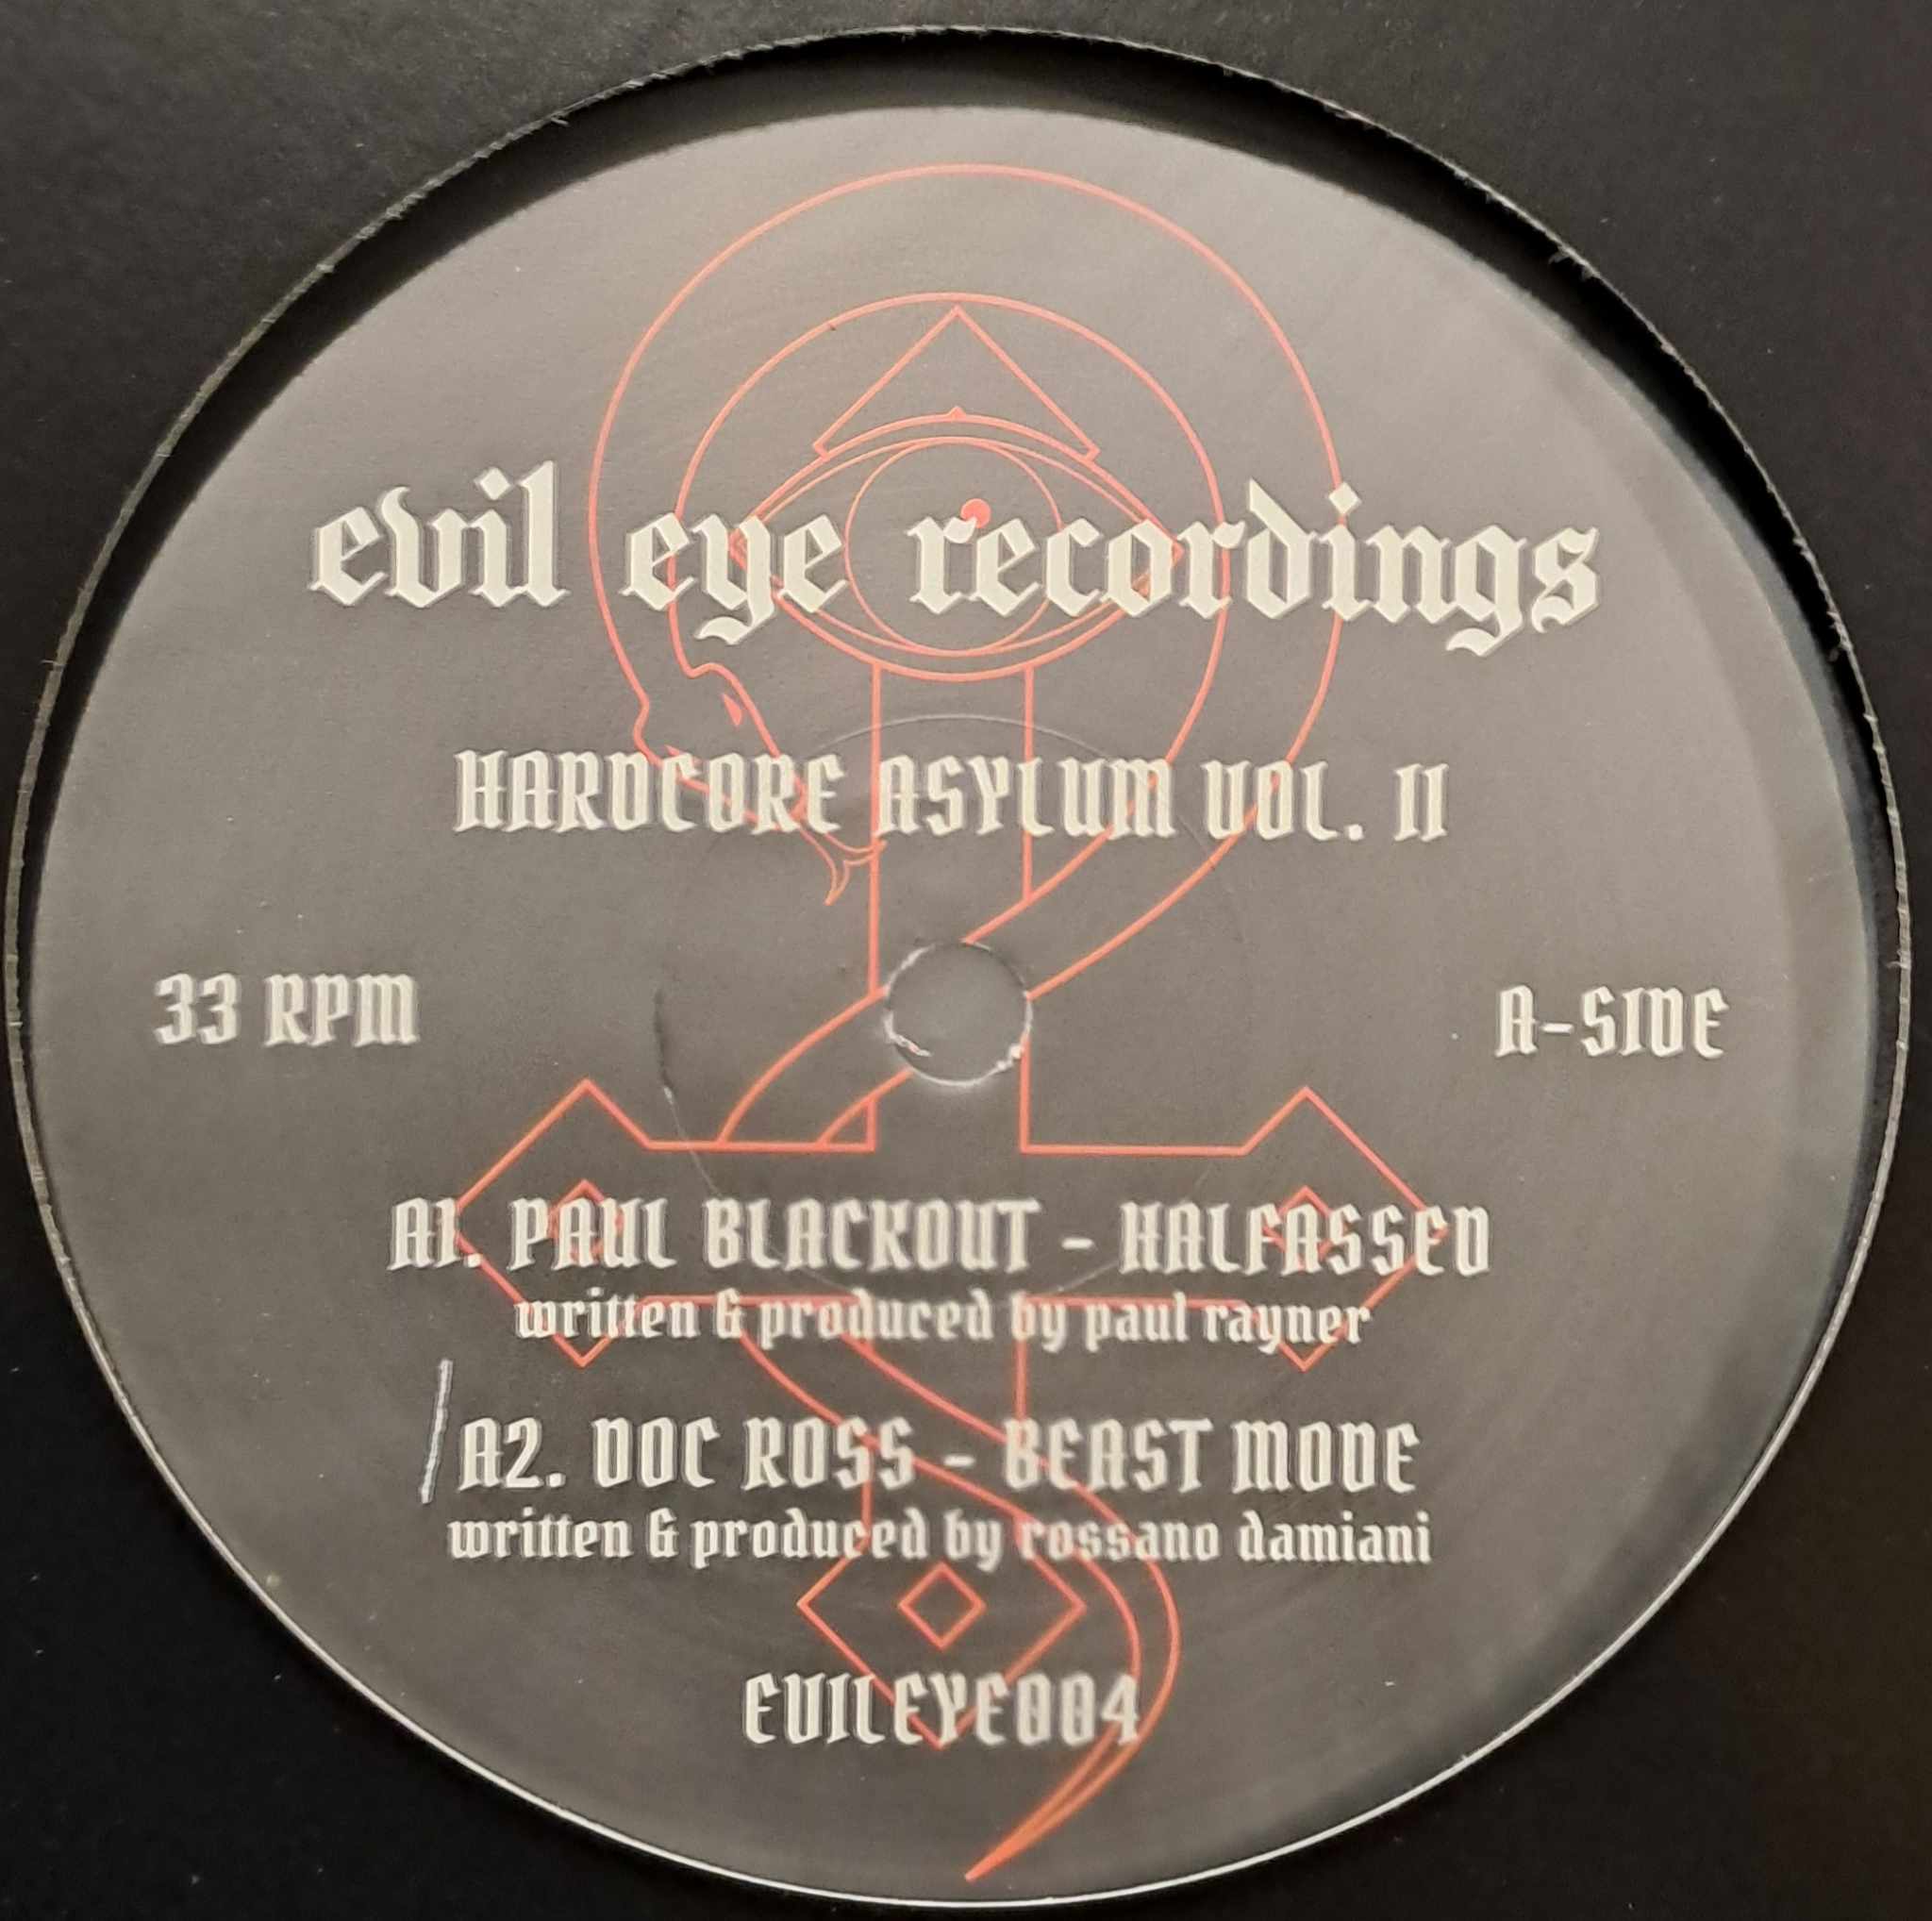 evil eye recordings
HARDCORE ASYLUM VOL. II
33 RPM
A-SIDE
A1. PAUL BLACKOUT - HALFASSED
written & produced by paul rayner
A2. DOC ROSS - BEAST MODE
written & produced by rossano damiani
EVILEYE004